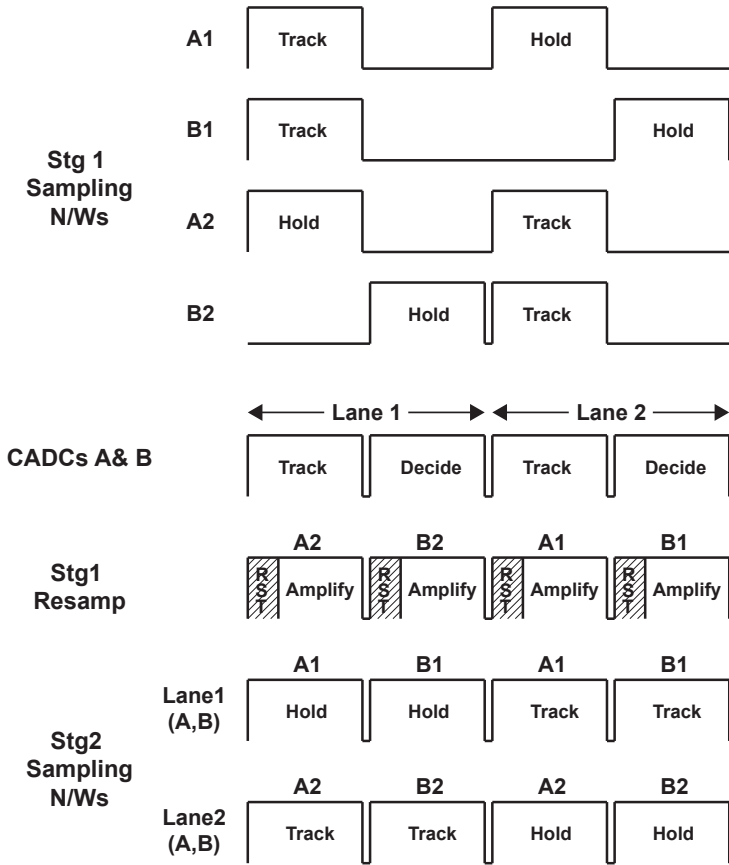 A1 Track Hold
B1 Track Hold
Stg 1
Sampling
N/Ws
A2 Hold Track
B2 Hold Track
Lane 1 Lane 2
CADCs A& B Track Decide Track Decide
A2 B2 A1 B1
Stg1
Resamp
RST Amplify RST Amplify RST Amplify RST Amplify
A1 B1 A1 B1
Lane1
(A,B)
Hold Hold Track Track
Stg2
Sampling
N/Ws
A2 B2 A2 B2
Lane2
(A,B)
Track Track Hold Hold